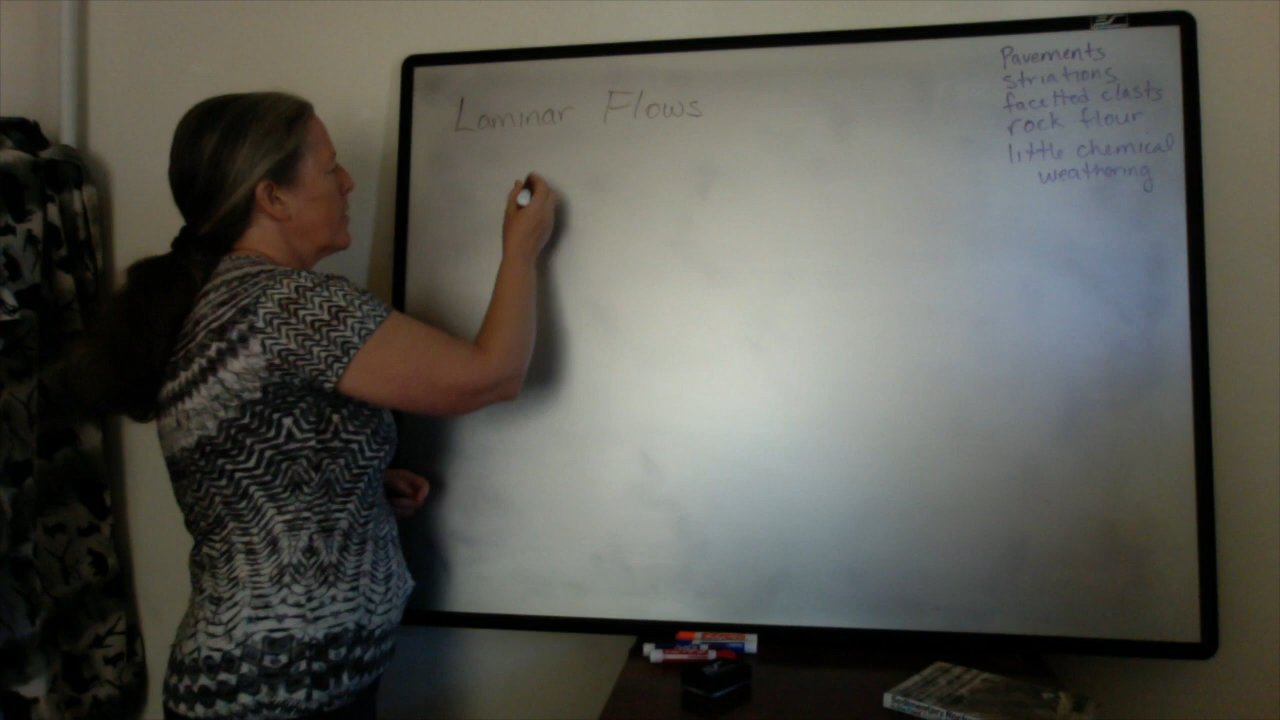 Laminar Flows
Pavements
striations
facetted clasts
rock flour
little chemical
weathering